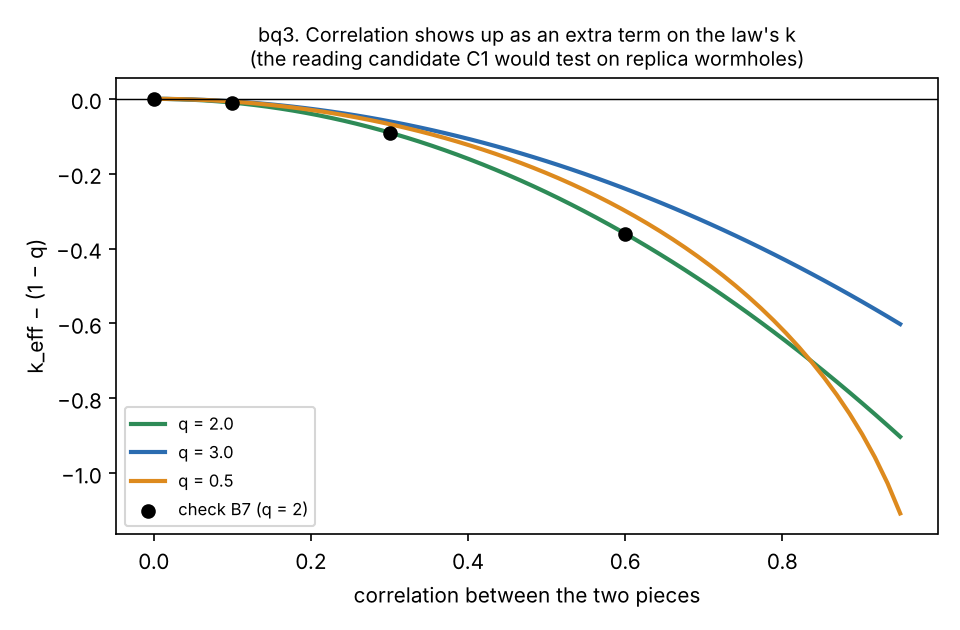 bq3. Correlation shows up as an extra term on the law's k
(the reading candidate C1 would test on replica wormholes)
k_eff − (1 − q)
0.0
−0.2
−0.4
−0.6
−0.8
−1.0
q = 2.0
q = 3.0
q = 0.5
check B7 (q = 2)
0.0 0.2 0.4 0.6 0.8
correlation between the two pieces